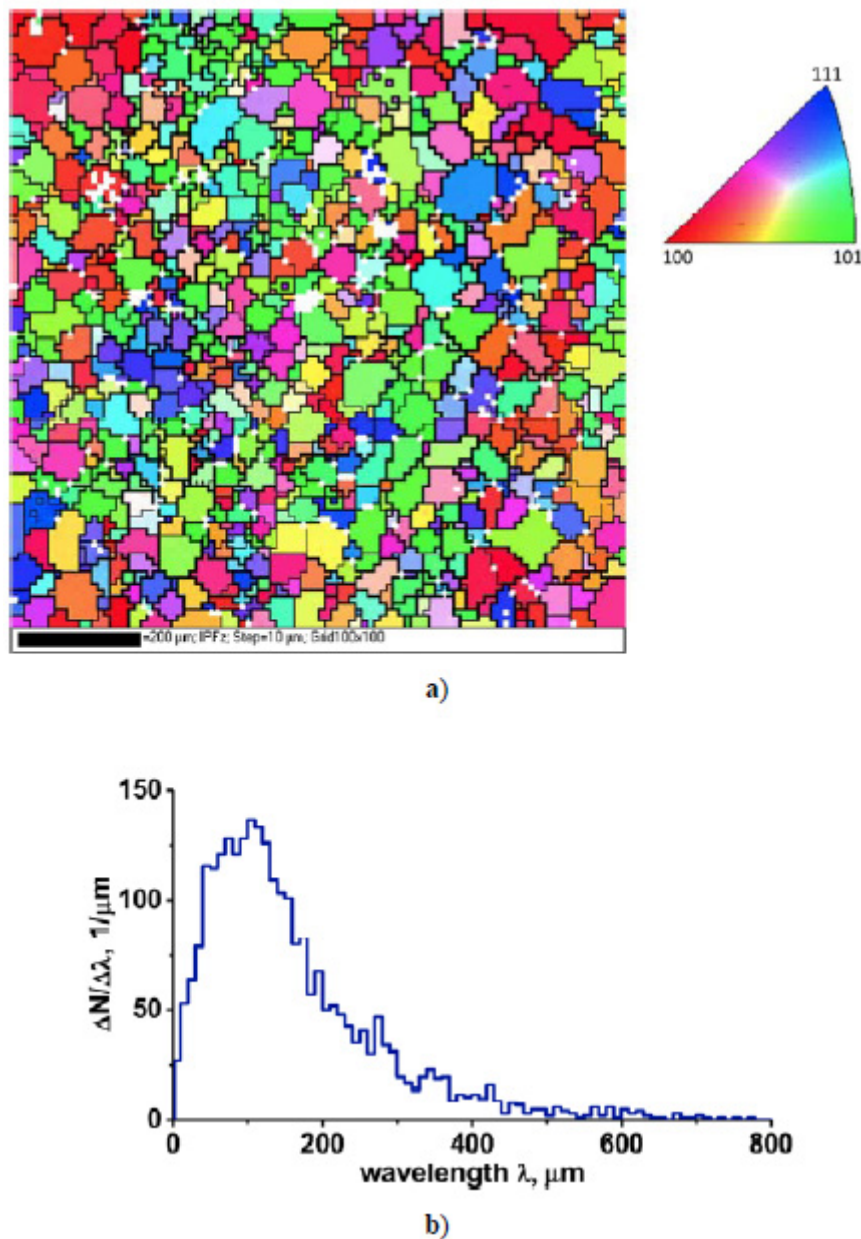 111
100 101
=200 µm; IPFz; Step=10 µm; Grid100x100
a)
150
100
50
0
ΔN/Δλ, 1/µm
0 200 400 600 800
wavelength λ, µm
b)